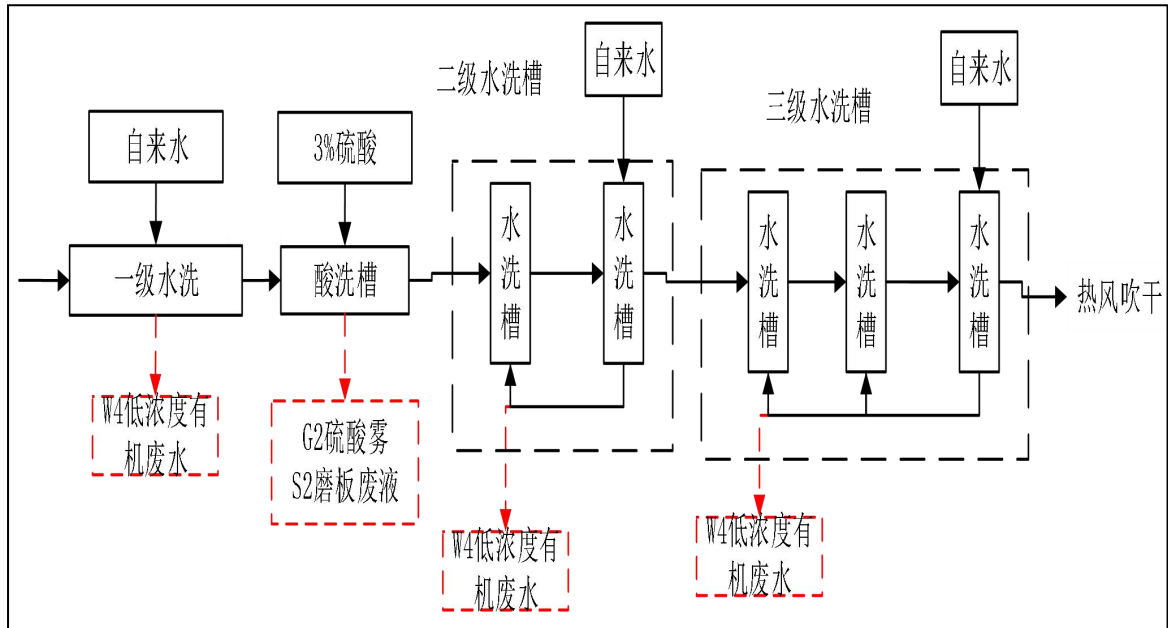 二级水洗槽
自来水
三级水洗槽
自来水
自来水
3%硫酸
一级水洗
酸洗槽
水洗槽
水洗槽
水洗槽
水洗槽
水洗槽
热风吹干
W4低浓度有
机废水
G2硫酸雾
S2磨板废液
W4低浓度有
机废水
W4低浓度有
机废水